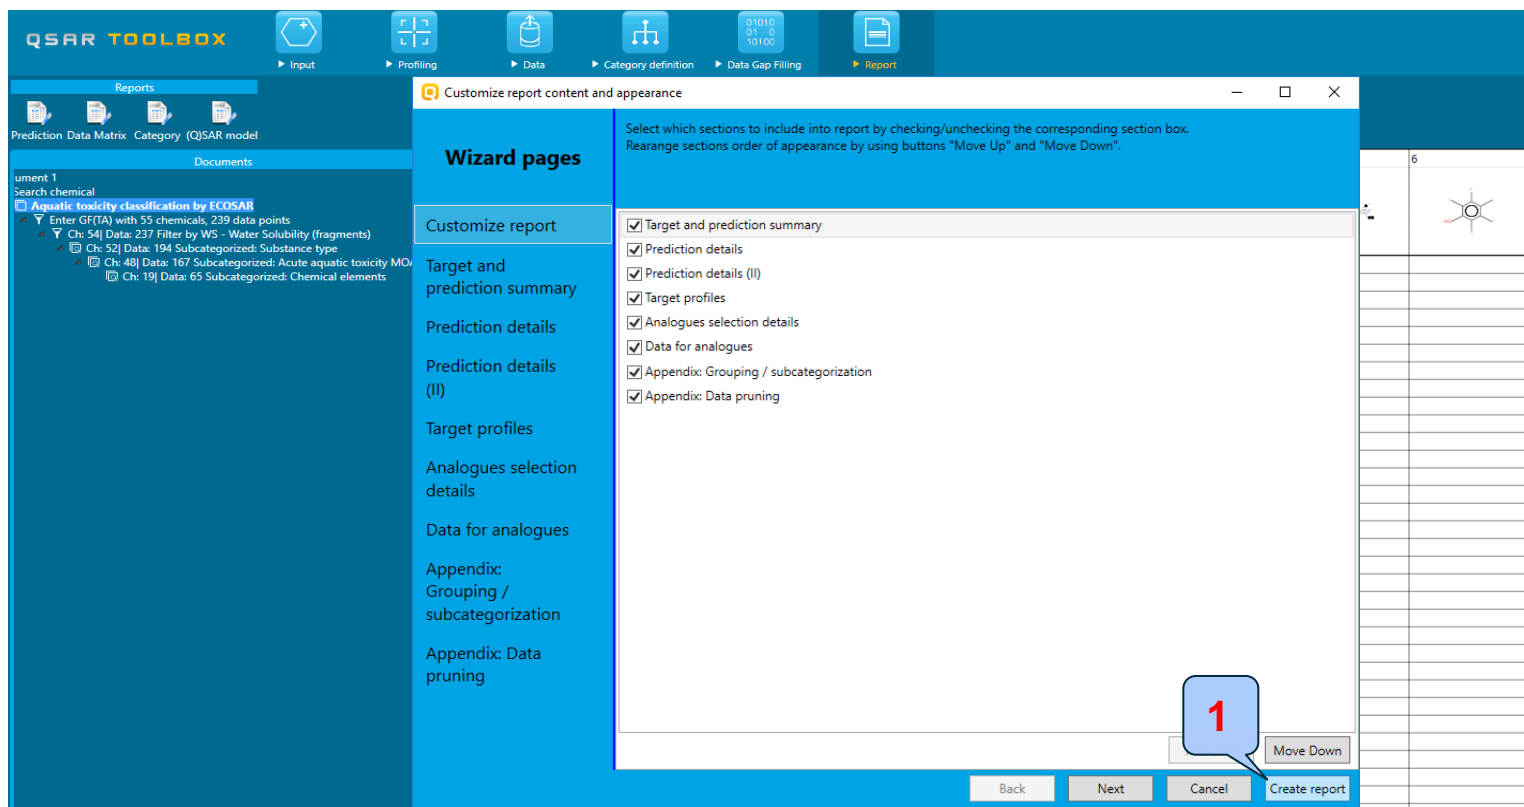 QSAR TOOLBOX
01010
01 0
10100
Input
Profiling
Data
Category definition
Data Gap Filling
Report
Reports
Prediction Data Matrix Category (Q)SAR model
Documents
ument 1
Search chemical
Aquatic toxicity classification by ECOSAR
Enter GF(TA) with 55 chemicals, 239 data points
Ch: 54| Data: 237 Filter by WS - Water Solubility (fragments)
Ch: 52| Data: 194 Subcategorized: Substance type
Ch: 48| Data: 167 Subcategorized: Acute aquatic toxicity MOA
Ch: 19| Data: 65 Subcategorized: Chemical elements
Customize report content and appearance
Wizard pages
Select which sections to include into report by checking/unchecking the corresponding section box.
Rearange sections order of appearance by using buttons "Move Up" and "Move Down".
Customize report
Target and
prediction summary
Prediction details
Prediction details
(II)
Target profiles
Analogues selection
details
Data for analogues
Appendix:
Grouping /
subcategorization
Appendix: Data
pruning
Target and prediction summary
Prediction details
Prediction details (II)
Target profiles
Analogues selection details
Data for analogues
Appendix: Grouping / subcategorization
Appendix: Data pruning
6
1
Move Down
Back
Next
Cancel
Create report